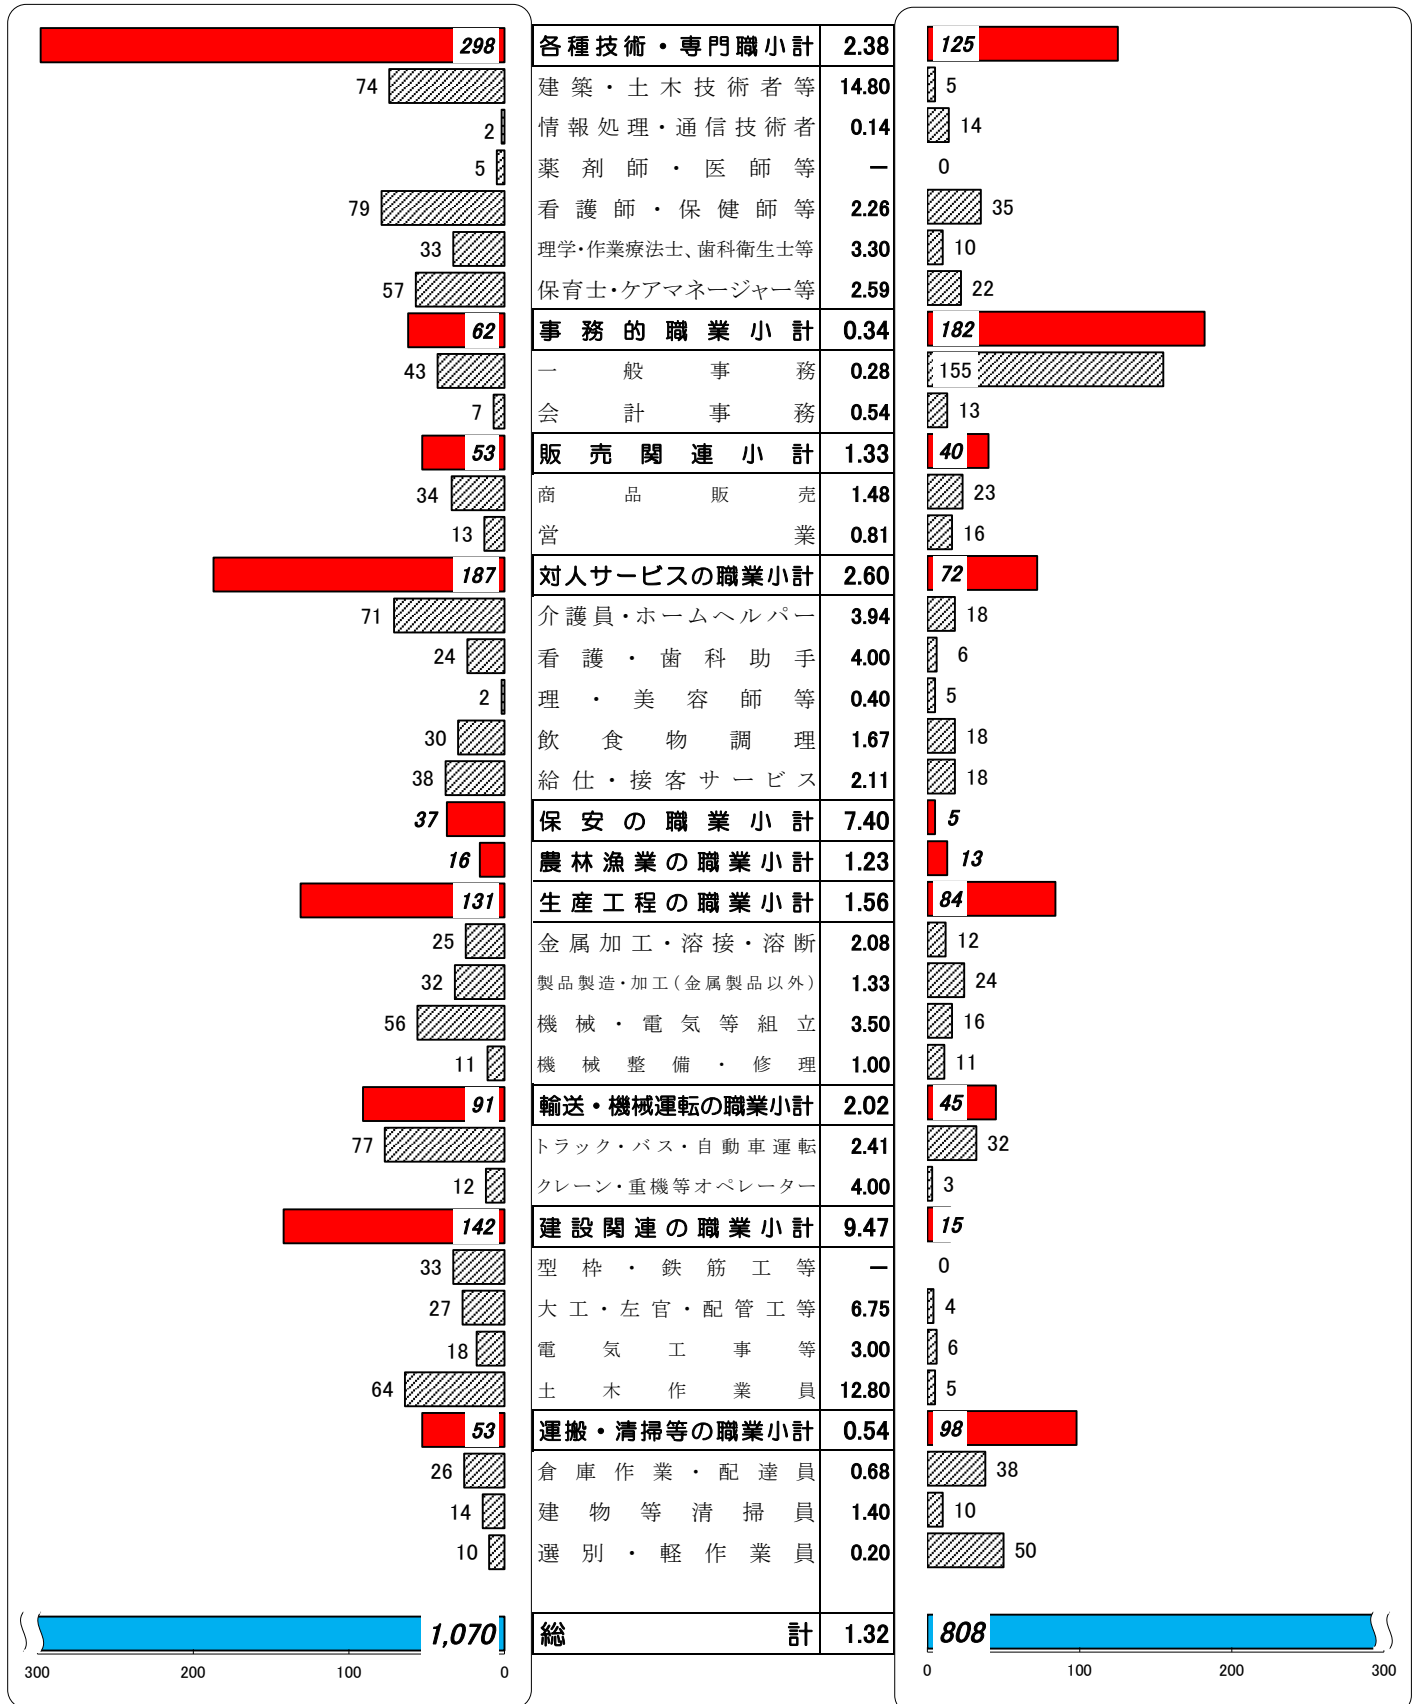 298 各種技術・専門職小計 2.38 125
74 建築・土木技術者等 14.80 5
2 情報処理・通信技術者 0.14 14
5 薬剤師・医師等 － 0
79 看護師・保健師等 2.26 35
33 理学・作業療法士、歯科衛生士等 3.30 10
57 保育士・ケアマネージャー等 2.59 22
62 事務的職業小計 0.34 182
43 一般事務 0.28 155
7 会計事務 0.54 13
53 販売関連小計 1.33 40
34 商品販売 1.48 23
13 営業 0.81 16
187 対人サービスの職業小計 2.60 72
71 介護員・ホームヘルパー 3.94 18
24 看護・歯科助手 4.00 6
2 理・美容師等 0.40 5
30 飲食物調理 1.67 18
38 給仕・接客サービス 2.11 18
37 保安の職業小計 7.40 5
16 農林漁業の職業小計 1.23 13
131 生産工程の職業小計 1.56 84
25 金属加工・溶接・溶断 2.08 12
32 製品製造・加工(金属製品以外) 1.33 24
56 機械・電気等組立 3.50 16
11 機械整備・修理 1.00 11
91 輸送・機械運転の職業小計 2.02 45
77 トラック・バス・自動車運転 2.41 32
12 クレーン・重機等オペレーター 4.00 3
142 建設関連の職業小計 9.47 15
33 型枠・鉄筋工等 － 0
27 大工・左官・配管工等 6.75 4
18 電気工事等 3.00 6
64 土木作業員 12.80 5
53 運搬・清掃等の職業小計 0.54 98
26 倉庫作業・配達員 0.68 38
14 建物等清掃員 1.40 10
10 選別・軽作業員 0.20 50
1,070 総計 1.32 808
300 200 100 0 0 100 200 300